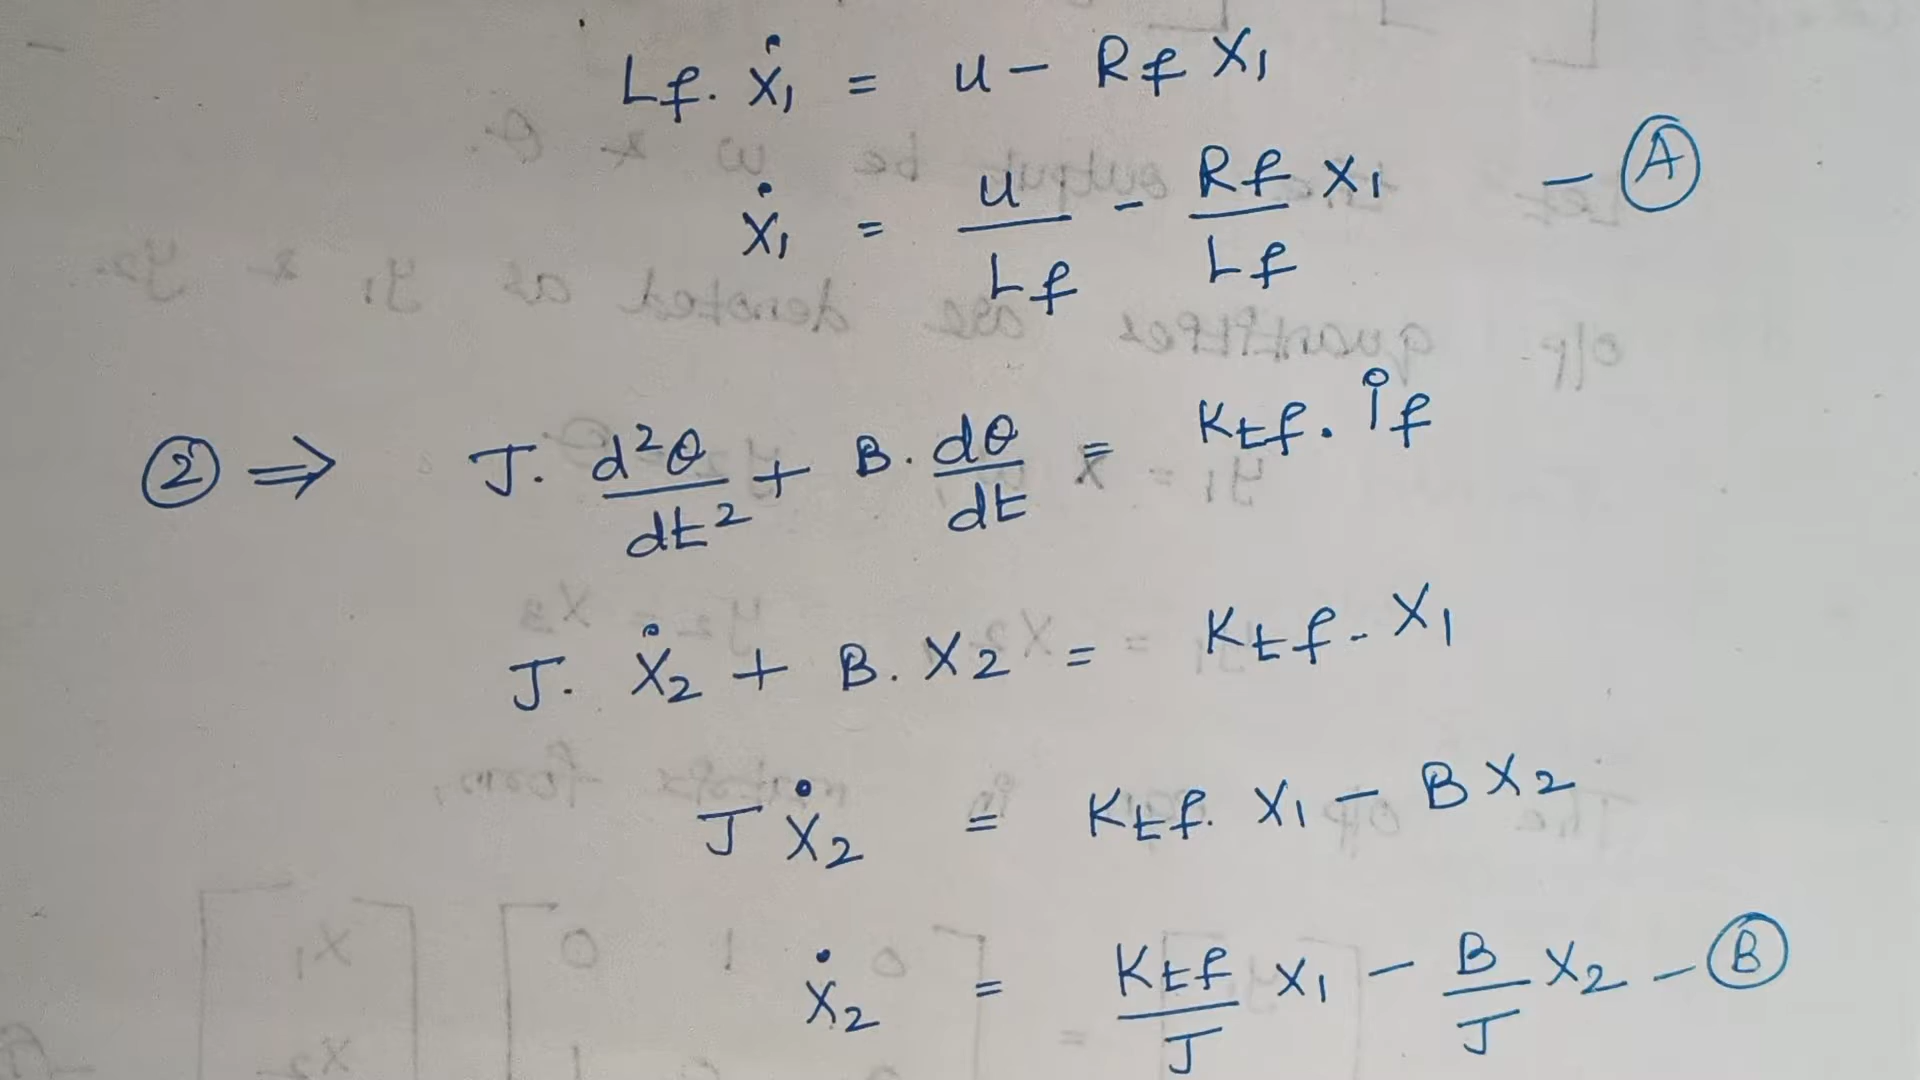 Lf. ẋ₁ = u - Rf x₁
ẋ₁ = u/Lf - Rf/Lf x₁ - Ⓐ
② ⇒ J. d²θ/dt² + B. dθ/dt = Ktf. if
J. ẋ₂ + B. x₂ = Ktf. x₁
J ẋ₂ = Ktf. x₁ - B x₂
ẋ₂ = Ktf/J x₁ - B/J x₂ - Ⓑ